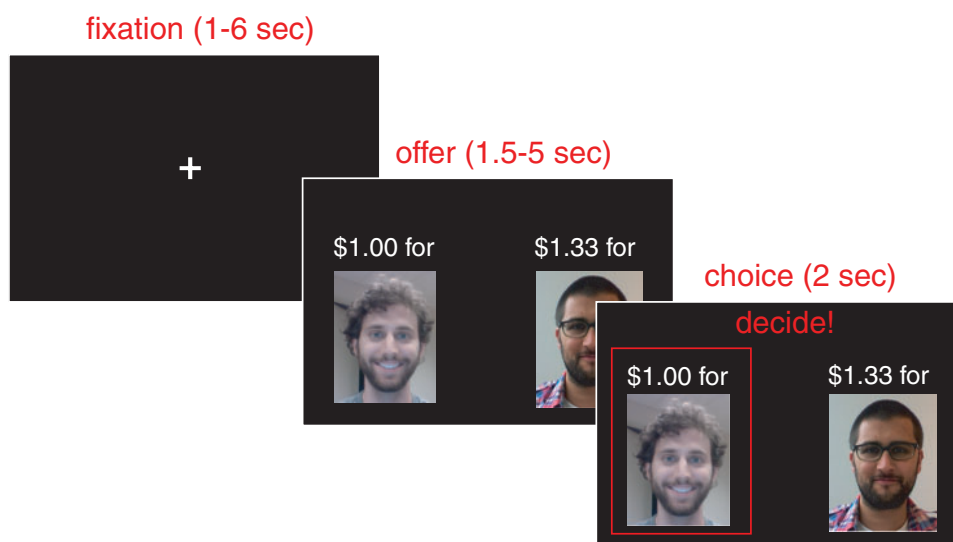 fixation (1-6 sec)
+
offer (1.5-5 sec)
$1.00 for
$1.33 for
choice (2 sec)
decide!
$1.00 for
$1.33 for